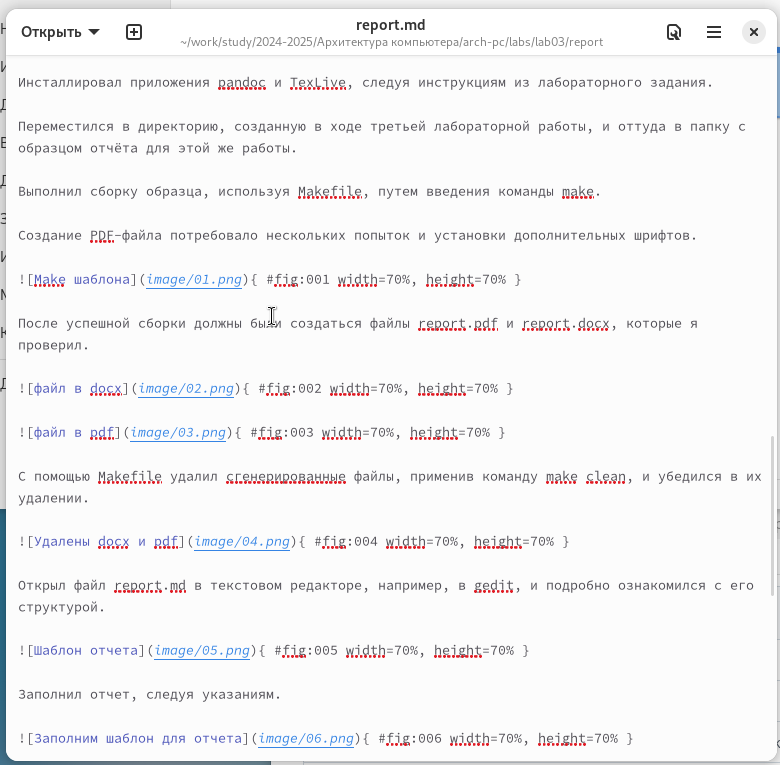 Открыть
report.md
~/work/study/2024-2025/Архитектура компьютера/arch-pc/labs/lab03/report
Инсталлировал приложения pandoc и TexLive, следуя инструкциям из лабораторного задания.
Переместился в директорию, созданную в ходе третьей лабораторной работы, и оттуда в папку с
образцом отчёта для этой же работы.
Выполнил сборку образца, используя Makefile, путем введения команды make.
Создание PDF-файла потребовало нескольких попыток и установки дополнительных шрифтов.
![Make шаблона](image/01.png){ #fig:001 width=70%, height=70% }
После успешной сборки должны были создаться файлы report.pdf и report.docx, которые я
проверил.
![файл в docx](image/02.png){ #fig:002 width=70%, height=70% }
![файл в pdf](image/03.png){ #fig:003 width=70%, height=70% }
С помощью Makefile удалил сгенерированные файлы, применив команду make clean, и убедился в их
удалении.
![Удалены docx и pdf](image/04.png){ #fig:004 width=70%, height=70% }
Открыл файл report.md в текстовом редакторе, например, в gedit, и подробно ознакомился с его
структурой.
![Шаблон отчета](image/05.png){ #fig:005 width=70%, height=70% }
Заполнил отчет, следуя указаниям.
![Заполним шаблон для отчета](image/06.png){ #fig:006 width=70%, height=70% }